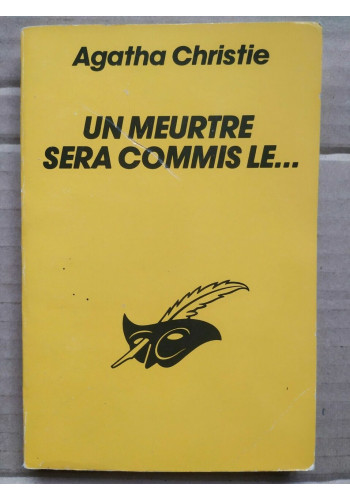 Agatha Christie
UN MEURTRE
SERA COMMIS LE...